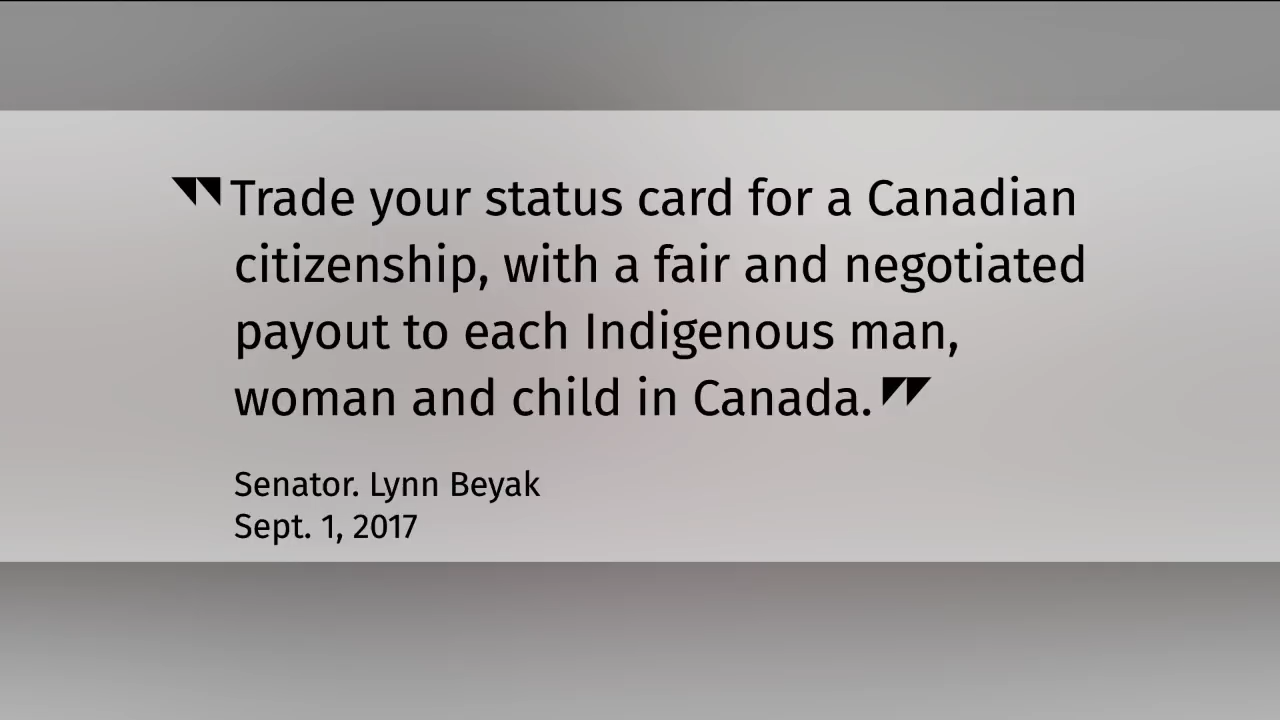 "Trade your status card for a Canadian
citizenship, with a fair and negotiated
payout to each Indigenous man,
woman and child in Canada."
Senator. Lynn Beyak
Sept. 1, 2017